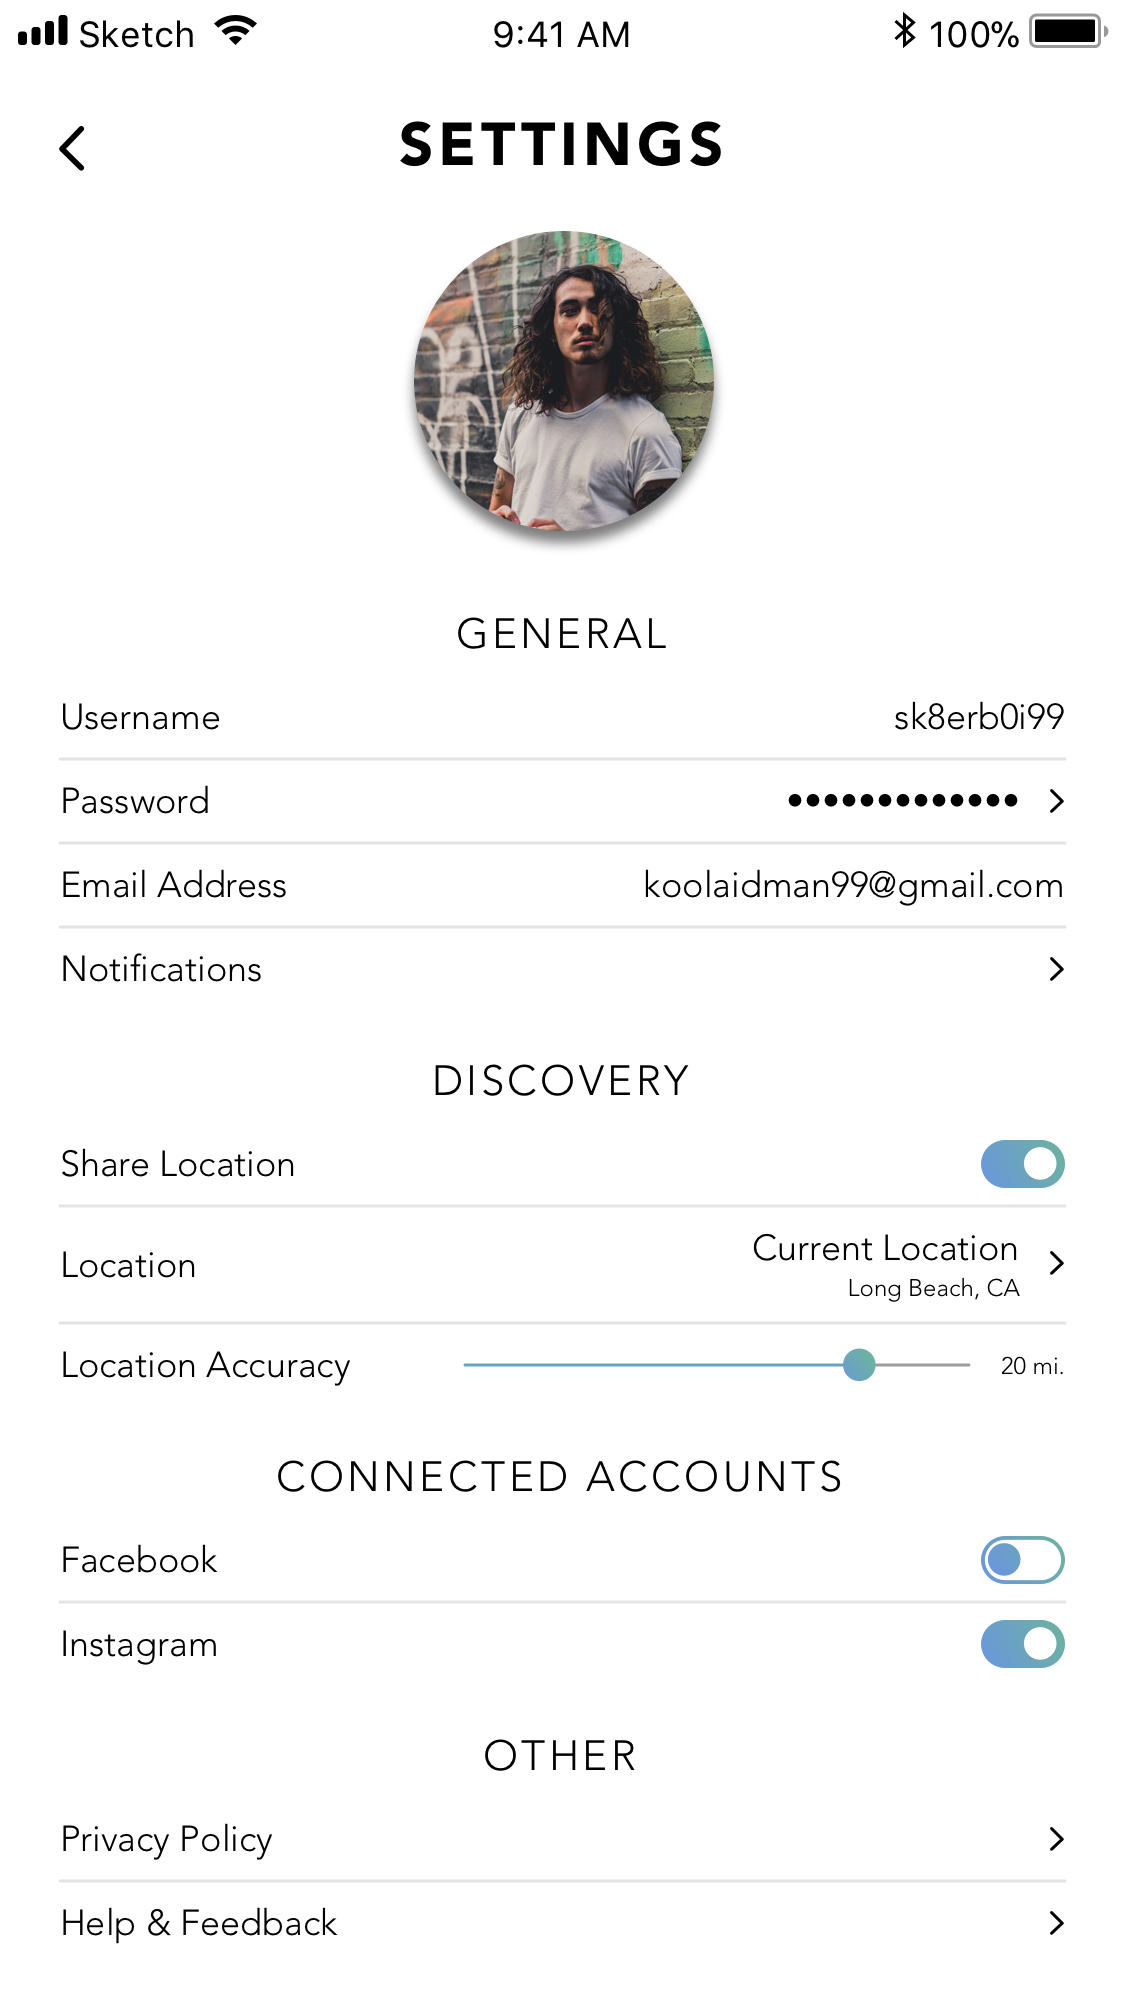 Sketch 9:41 AM 100%
SETTINGS
GENERAL
Username sk8erb0i99
Password •••••••••••••
Email Address koolaidman99@gmail.com
Notifications
DISCOVERY
Share Location
Location Current Location
Long Beach, CA
Location Accuracy 20 mi.
CONNECTED ACCOUNTS
Facebook
Instagram
OTHER
Privacy Policy
Help & Feedback